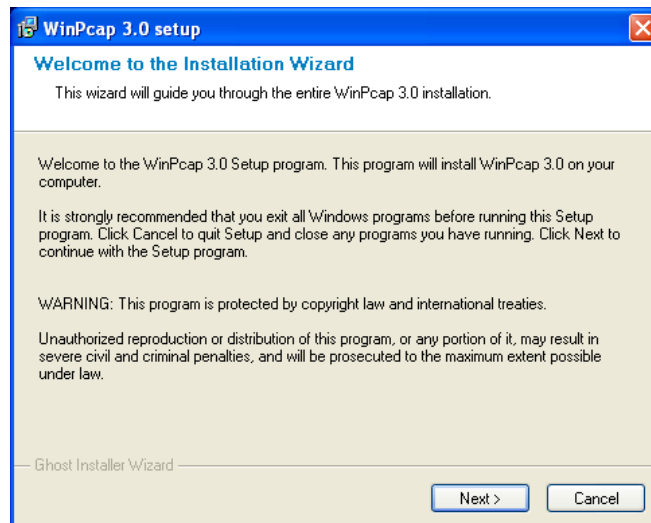 WinPcap 3.0 setup
Welcome to the Installation Wizard
This wizard will guide you through the entire WinPcap 3.0 installation.
Welcome to the WinPcap 3.0 Setup program. This program will install WinPcap 3.0 on your
computer.
It is strongly recommended that you exit all Windows programs before running this Setup
program. Click Cancel to quit Setup and close any programs you have running. Click Next to
continue with the Setup program.
WARNING: This program is protected by copyright law and international treaties.
Unauthorized reproduction or distribution of this program, or any portion of it, may result in
severe civil and criminal penalties, and will be prosecuted to the maximum extent possible
under law.
Ghost Installer Wizard
Next > Cancel